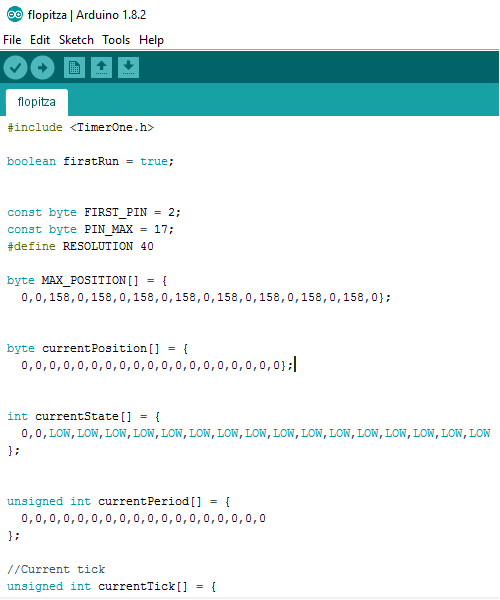 flopitza | Arduino 1.8.2
File Edit Sketch Tools Help
flopitza
#include <TimerOne.h>
boolean firstRun = true;
const byte FIRST_PIN = 2;
const byte PIN_MAX = 17;
#define RESOLUTION 40
byte MAX_POSITION[] = {
0,0,158,0,158,0,158,0,158,0,158,0,158,0,158,0,158,0};
byte currentPosition[] = {
0,0,0,0,0,0,0,0,0,0,0,0,0,0,0,0,0,0,0};
int currentState[] = {
0,0,LOW,LOW,LOW,LOW,LOW,LOW,LOW,LOW,LOW,LOW,LOW,LOW,LOW,LOW,LOW,LOW
};
unsigned int currentPeriod[] = {
0,0,0,0,0,0,0,0,0,0,0,0,0,0,0,0,0,0
};
//Current tick
unsigned int currentTick[] = {